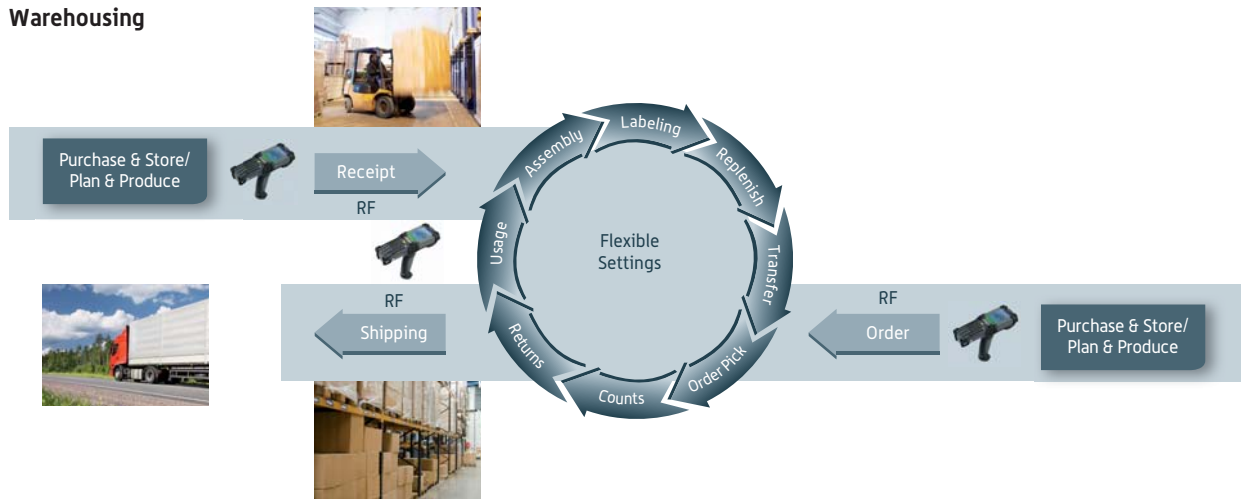 Warehousing
Purchase & Store/
Plan & Produce
Receipt
RF
RF
Shipping
Assembly
Labeling
Replenish
Transfer
Order Pick
Counts
Returns
Usage
Flexible
Settings
RF
Order
Purchase & Store/
Plan & Produce